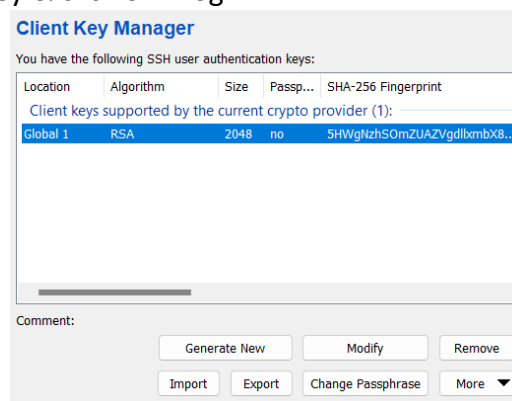 Client Key Manager
You have the following SSH user authentication keys:
Location Algorithm Size Passp... SHA-256 Fingerprint
Client keys supported by the current crypto provider (1):
Global 1 RSA 2048 no 5HWgNzhSOmZUAZVgdllxmbX8..
Comment:
Generate New Modify Remove
Import Export Change Passphrase More